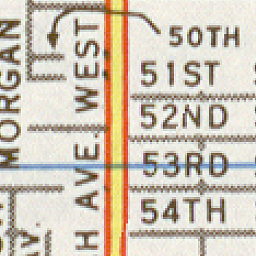 MORGAN
WEST
50TH
51ST
52ND
53RD
54TH
H AVE.
V.